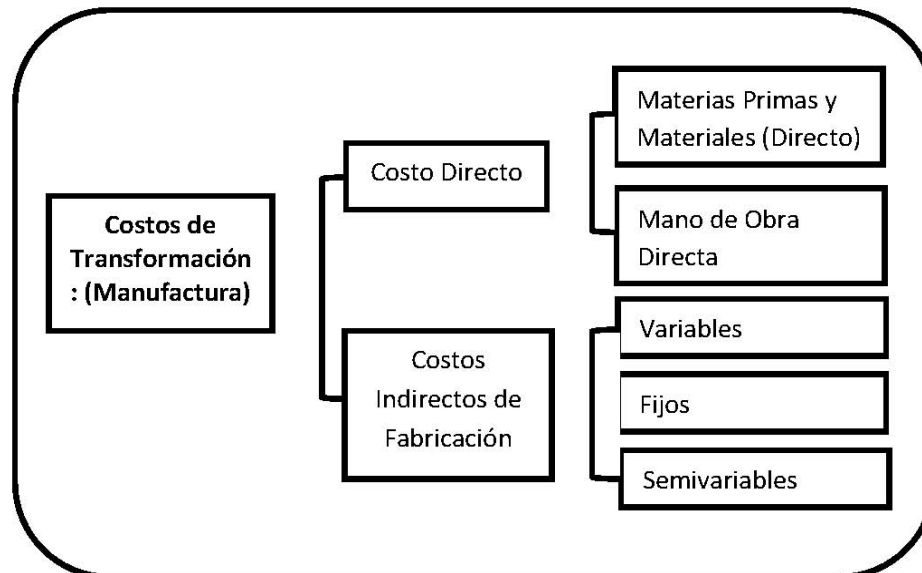 Costos de
Transformación
: (Manufactura)
Costo Directo
Materias Primas y
Materiales (Directo)
Mano de Obra
Directa
Costos
Indirectos de
Fabricación
Variables
Fijos
Semivariables